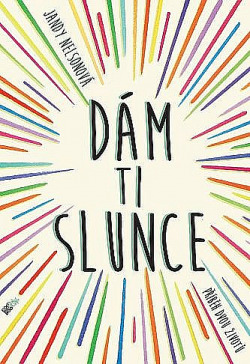 JANDY NELSONOVÁ
DÁM
TI
SLUNCE
PŘÍBĚH DVOU ŽIVOTŮ